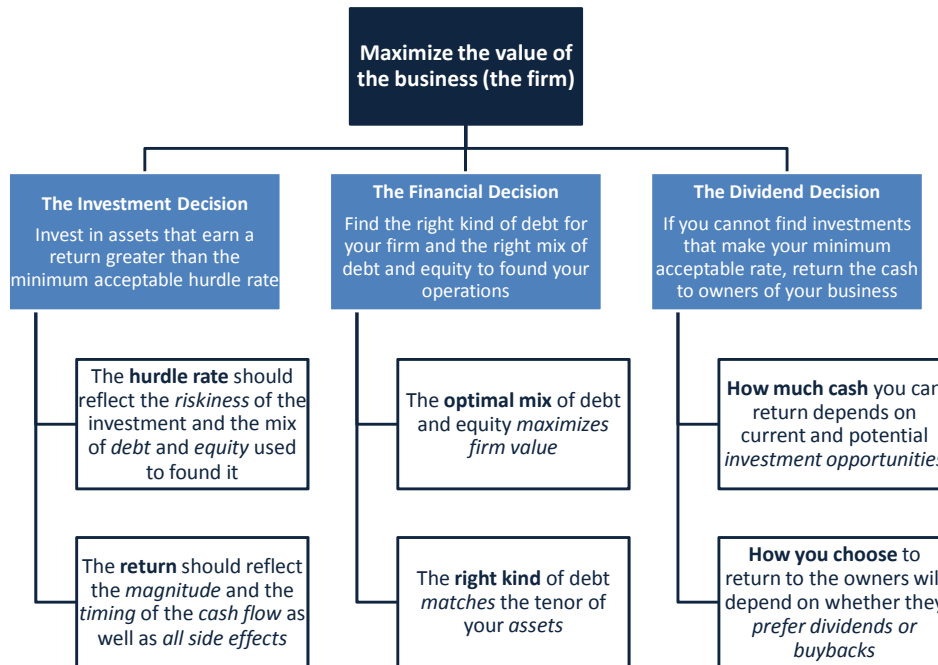 Maximize the value of
the business (the firm)
The Investment Decision
Invest in assets that earn a
return greater than the
minimum acceptable hurdle rate
The Financial Decision
Find the right kind of debt for
your firm and the right mix of
debt and equity to found your
operations
The Dividend Decision
If you cannot find investments
that make your minimum
acceptable rate, return the cash
to owners of your business
The hurdle rate should
reflect the riskiness of the
investment and the mix
of debt and equity used
to found it
The optimal mix of debt
and equity maximizes
firm value
How much cash you can
return depends on
current and potential
investment opportunities
The return should reflect
the magnitude and the
timing of the cash flow as
well as all side effects
The right kind of debt
matches the tenor of
your assets
How you choose to
return to the owners will
depend on whether they
prefer dividends or
buybacks